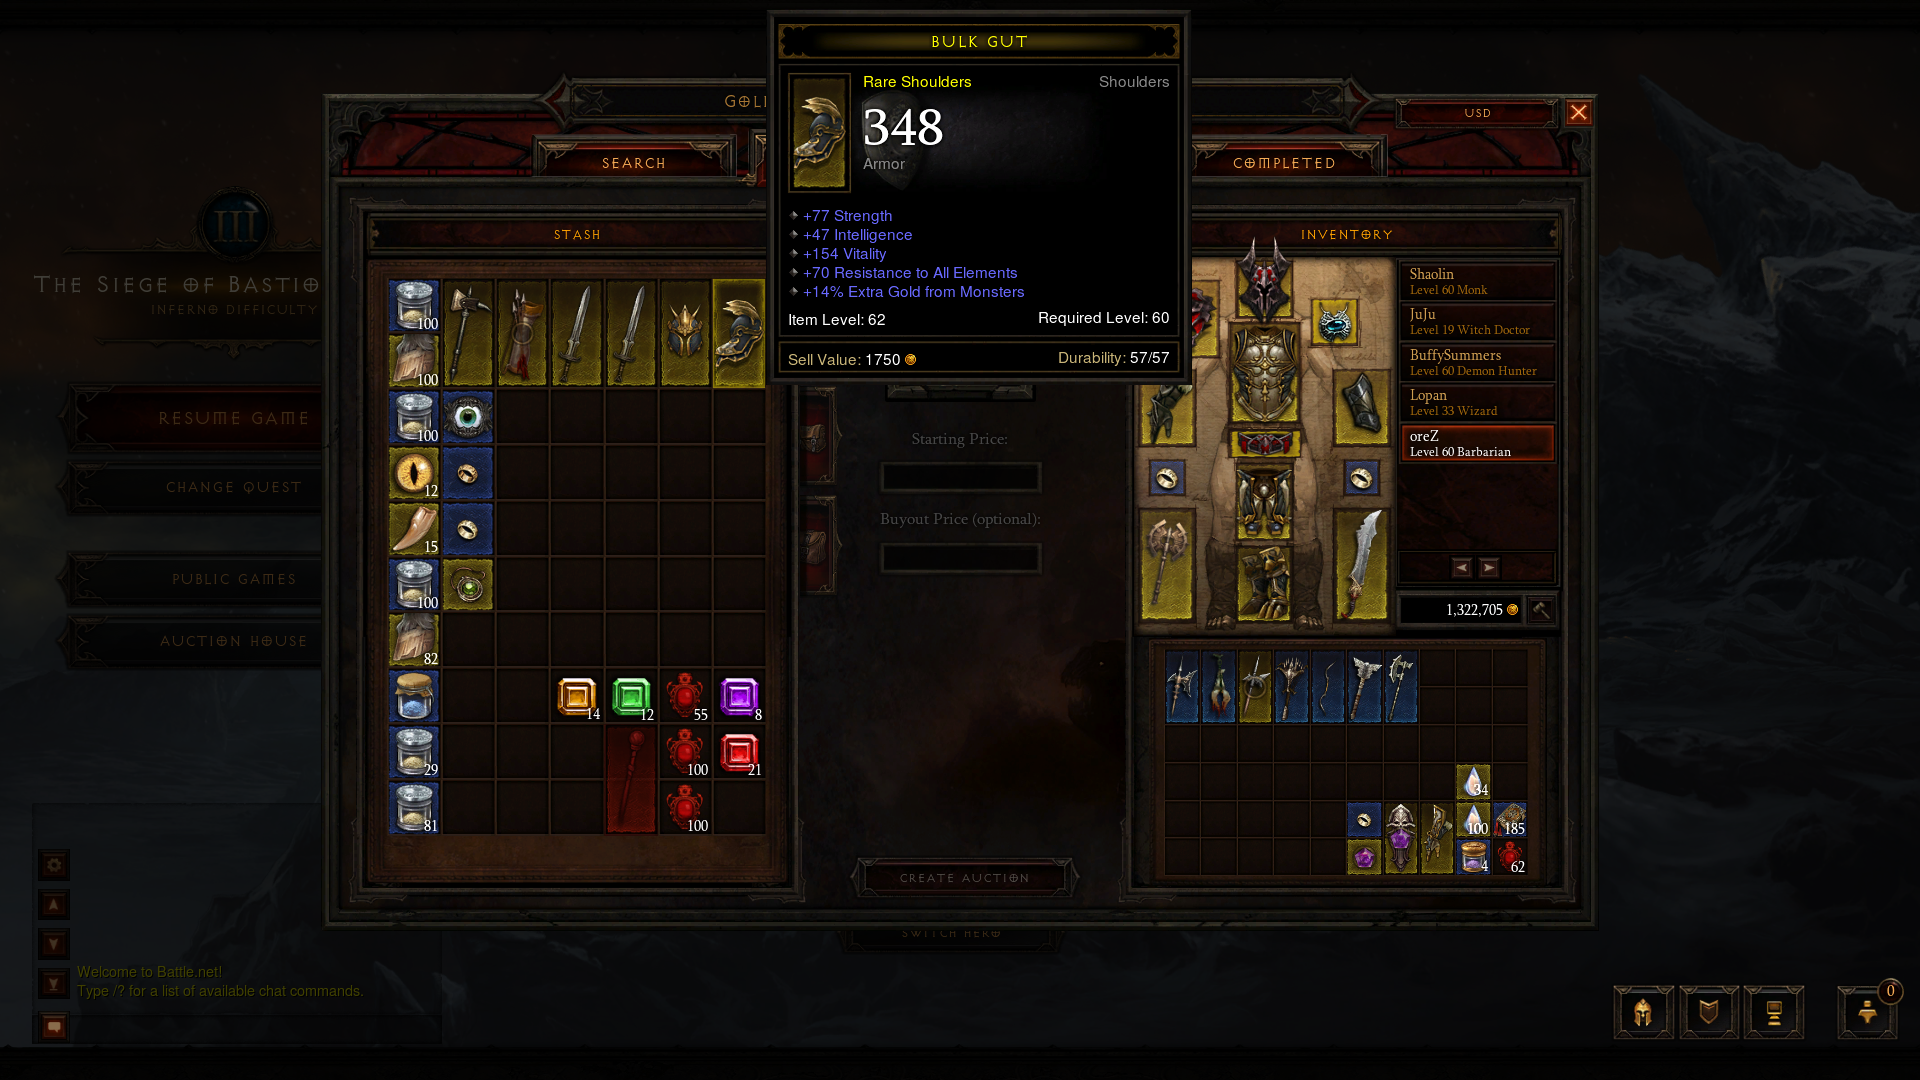 BULK GUT
Rare Shoulders
Shoulders
348
Armor
+77 Strength
+47 Intelligence
+154 Vitality
+70 Resistance to All Elements
+14% Extra Gold from Monsters
Item Level: 62
Required Level: 60
Sell Value: 1750
Durability: 57/57
GOL
USD
SEARCH
COMPLETED
III
THE SIEGE OF BASTIO
INFERNO DIFFICULTY
RESUME GAME
CHANGE QUEST
PUBLIC GAMES
AUCTION HOUSE
STASH
100
100
100
12
15
100
82
14
12
55
8
29
100
21
81
100
Starting Price:
Buyout Price (optional):
CREATE AUCTION
SWITCH HERO
INVENTORY
Shaolin
Level 60 Monk
JuJu
Level 19 Witch Doctor
BuffySummers
Level 60 Demon Hunter
Lopan
Level 33 Wizard
oreZ
Level 60 Barbarian
1,322,705
34
100
185
4
62
Welcome to Battle.net!
Type /? for a list of available chat commands.
0